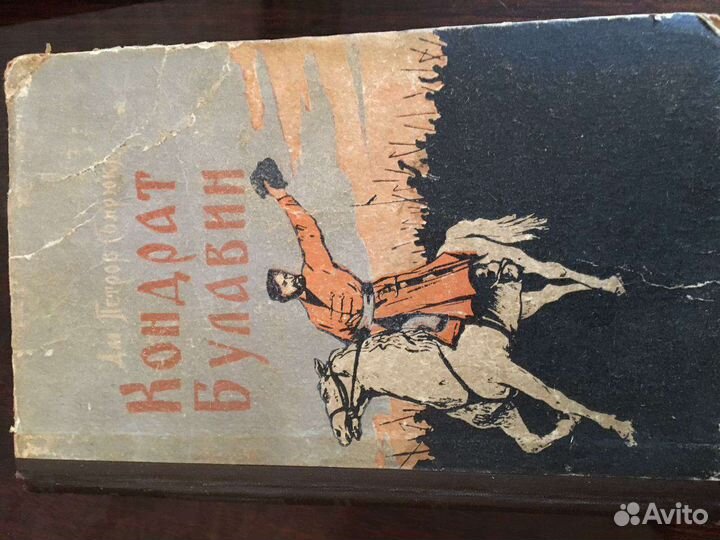 Дм Петров (Бирюк)
Кондрат
Булавин
Avito